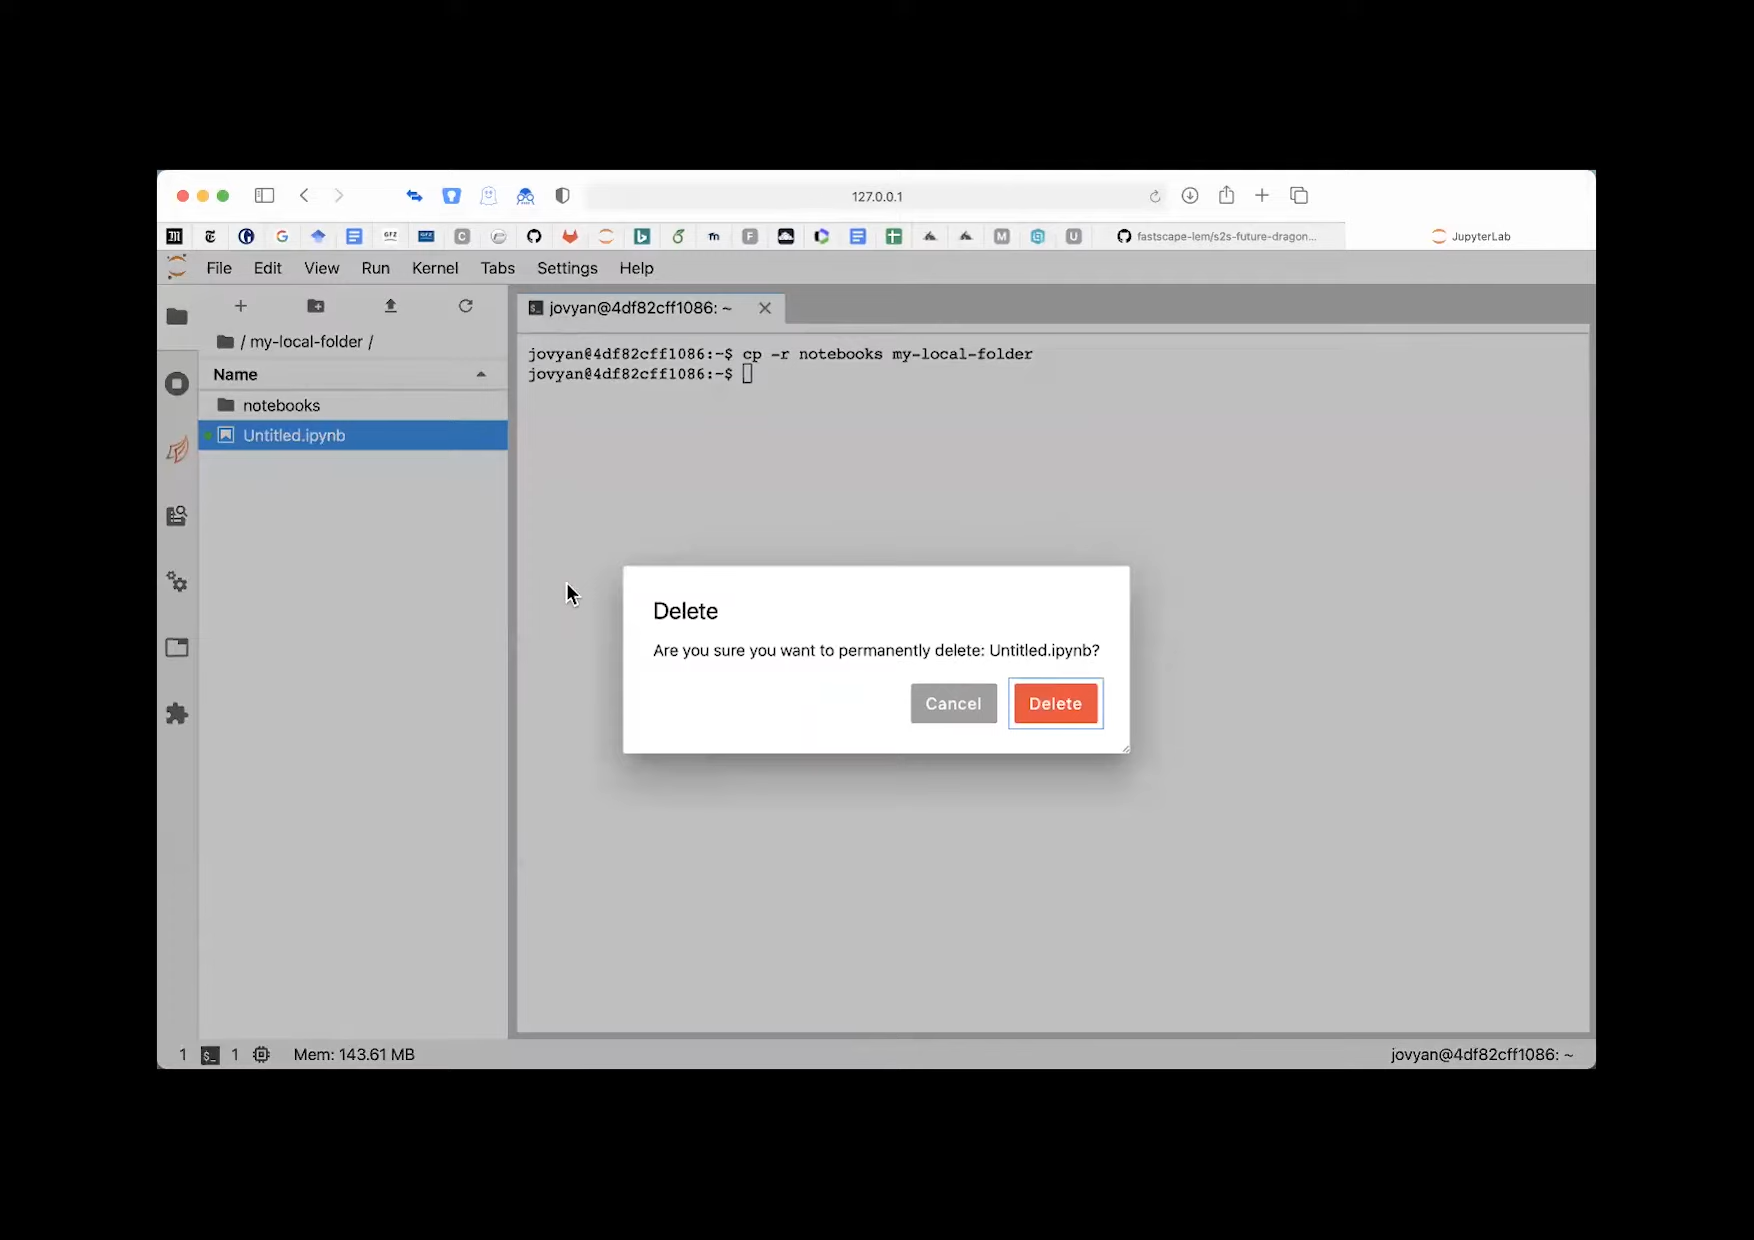 127.0.0.1
fastscape-lem/s2s-future-dragon...
JupyterLab
File Edit View Run Kernel Tabs Settings Help
/ my-local-folder /
Name
notebooks
Untitled.ipynb
jovyan@4df82cff1086: ~
jovyan@4df82cff1086:~$ cp -r notebooks my-local-folder
jovyan@4df82cff1086:~$
Delete
Are you sure you want to permanently delete: Untitled.ipynb?
Cancel Delete
1 $_ 1 Mem: 143.61 MB
jovyan@4df82cff1086: ~